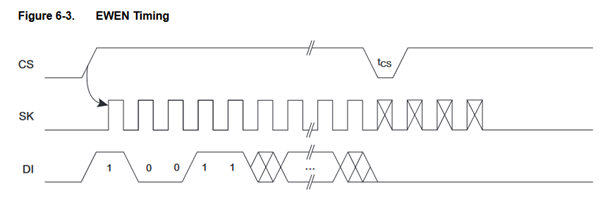 Figure 6-3. EWEN Timing
CS
tCS
SK
DI
1 0 0 1 1 ...